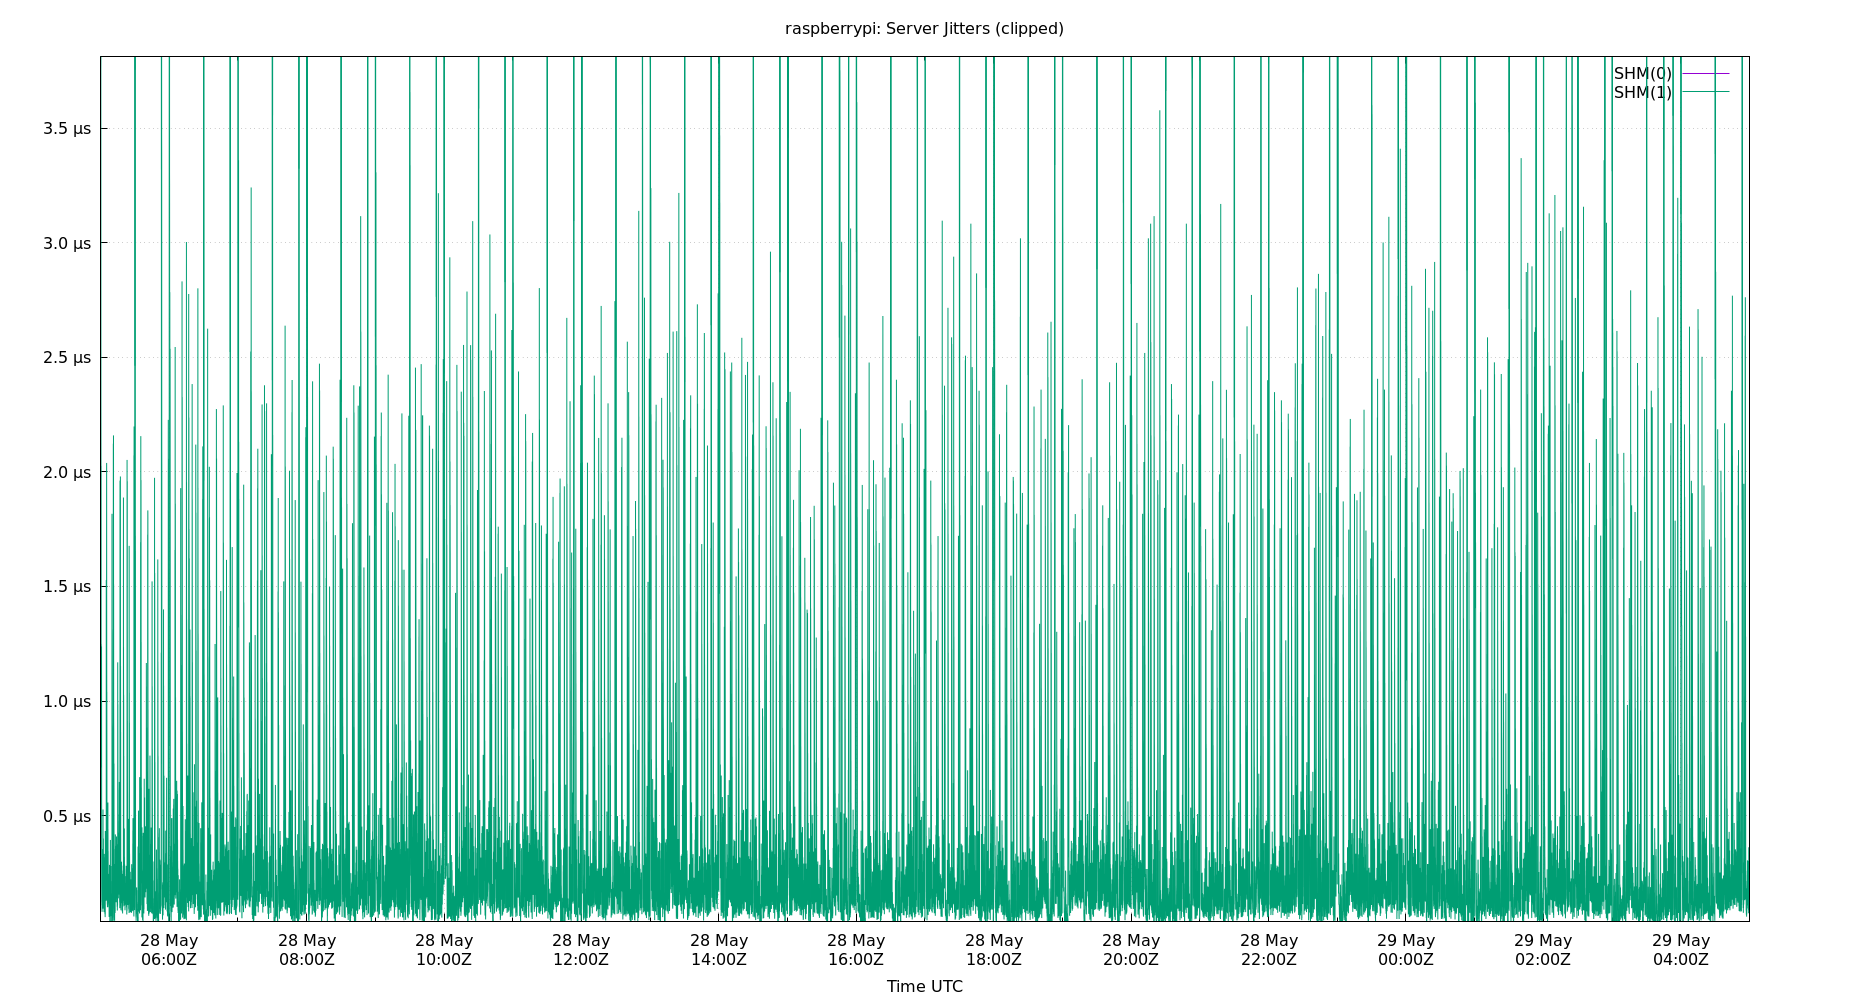 raspberrypi: Server Jitters (clipped)
SHM(0)
SHM(1)
3.5 µs
3.0 µs
2.5 µs
2.0 µs
1.5 µs
1.0 µs
0.5 µs
28 May 28 May 28 May 28 May 28 May 28 May 28 May 28 May 28 May 29 May 29 May 29 May
06:00Z 08:00Z 10:00Z 12:00Z 14:00Z 16:00Z 18:00Z 20:00Z 22:00Z 00:00Z 02:00Z 04:00Z
Time UTC